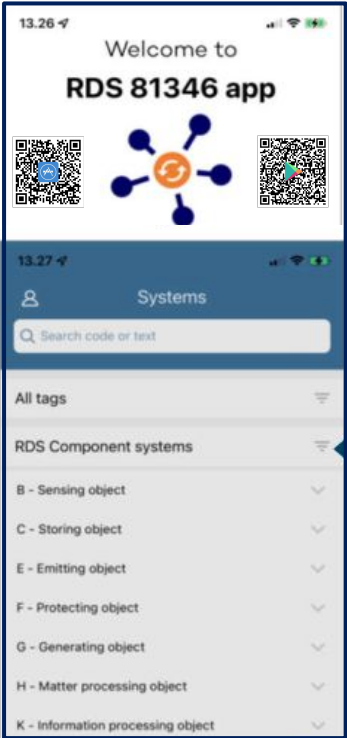 13.26
Welcome to
RDS 81346 app
13.27
Systems
Search code or text
All tags
RDS Component systems
B - Sensing object
C - Storing object
E - Emitting object
F - Protecting object
G - Generating object
H - Matter processing object
K - Information processing object